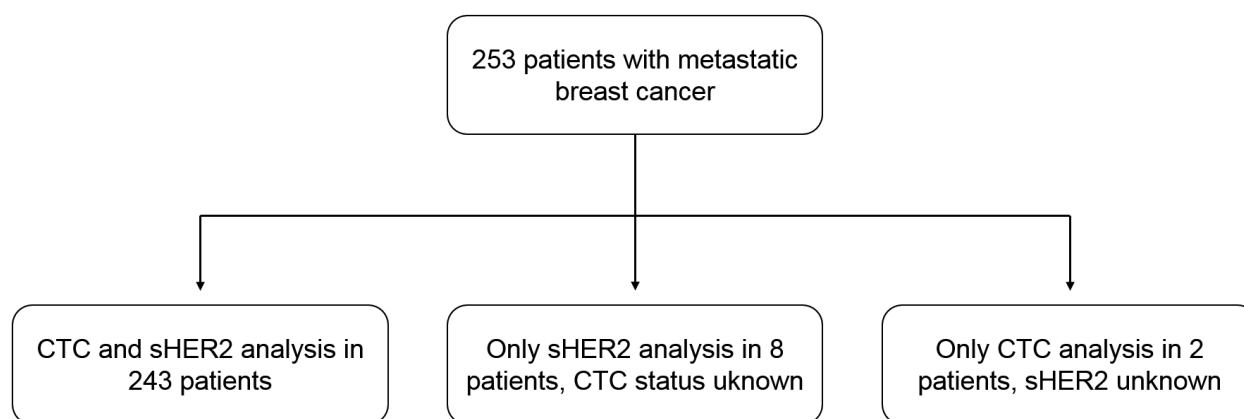 253 patients with metastatic
breast cancer
CTC and sHER2 analysis in
243 patients
Only sHER2 analysis in 8
patients, CTC status uknown
Only CTC analysis in 2
patients, sHER2 unknown